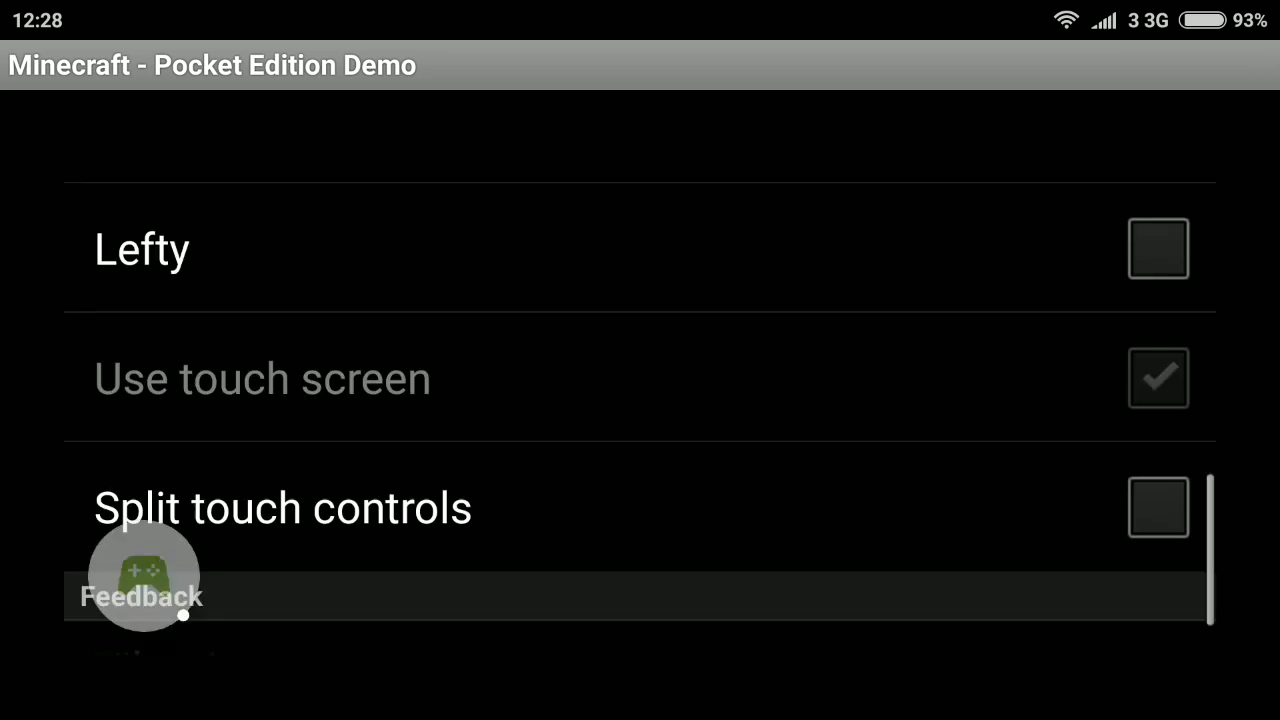 12:28
3 3G 93%
Minecraft - Pocket Edition Demo
Lefty
Use touch screen
Split touch controls
Feedback